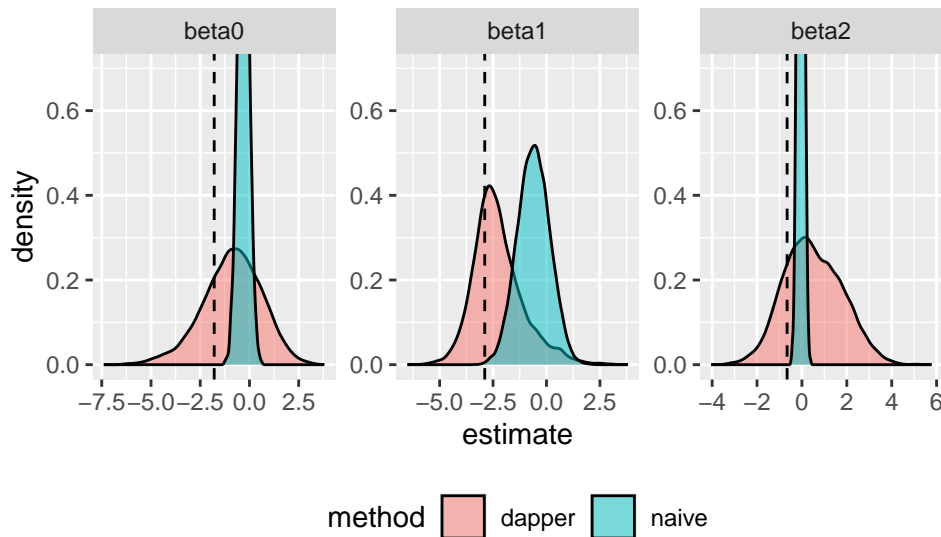 beta0 beta1 beta2
density
0.6 0.6 0.6
0.4 0.4 0.4
0.2 0.2 0.2
0.0 0.0 0.0
−7.5 −5.0 −2.5 0.0 2.5 −5.0 −2.5 0.0 2.5 −4 −2 0 2 4 6
estimate
method dapper naive